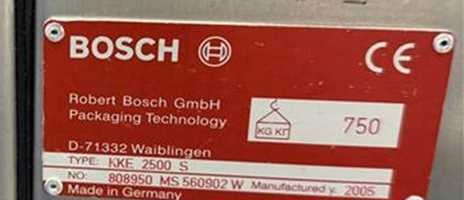 BOSCH
CE
Robert Bosch GmbH
Packaging Technology
KG КГ 750
D-71332 Waiblingen
TYPE: KKE 2500 S
NO: 808950 MS 560902 W Manufactured y. 2005
Made in Germany